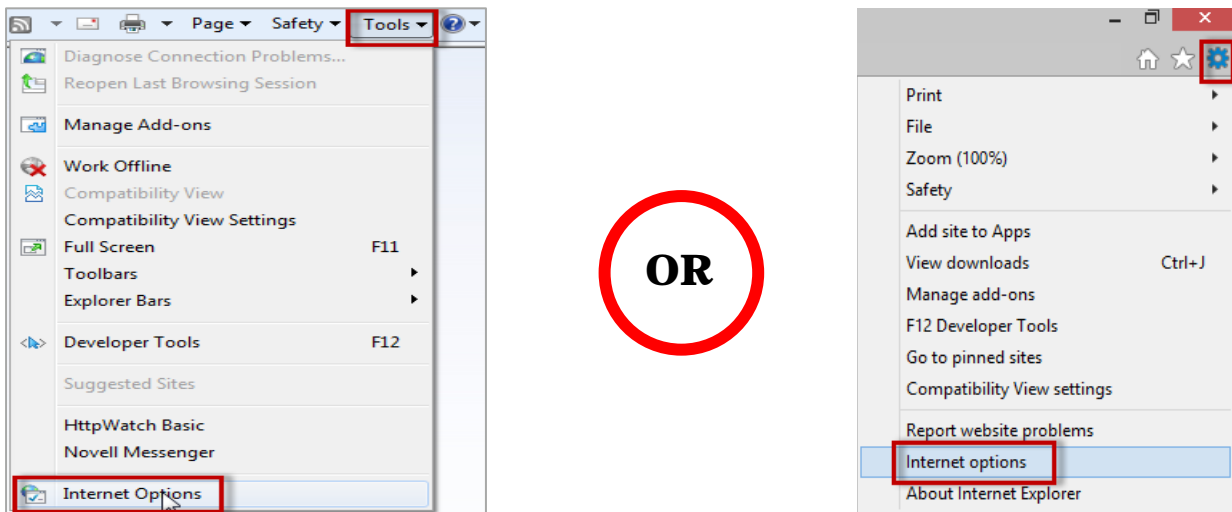 Page Safety Tools
Diagnose Connection Problems...
Reopen Last Browsing Session
Manage Add-ons
Work Offline
Compatibility View
Compatibility View Settings
Full Screen F11
Toolbars
Explorer Bars
Developer Tools F12
Suggested Sites
HttpWatch Basic
Novell Messenger
Internet Options
OR
Print
File
Zoom (100%)
Safety
Add site to Apps
View downloads Ctrl+J
Manage add-ons
F12 Developer Tools
Go to pinned sites
Compatibility View settings
Report website problems
Internet options
About Internet Explorer